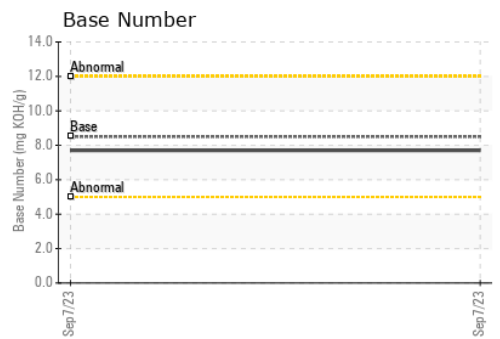 Base Number
14.0
Abnormal
12.0
10.0
Base
8.0
6.0
Abnormal
4.0
2.0
0.0
Base Number (mg KOH/g)
Sep7/23
Sep7/23